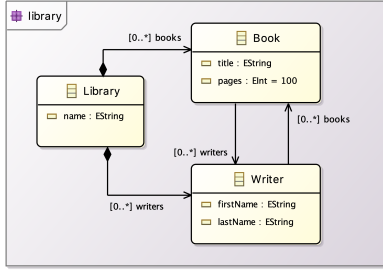 library
[0..*] books
Book
title : EString
pages : EInt = 100
Library
name : EString
[0..*] books
[0..*] writers
Writer
[0..*] writers
firstName : EString
lastName : EString